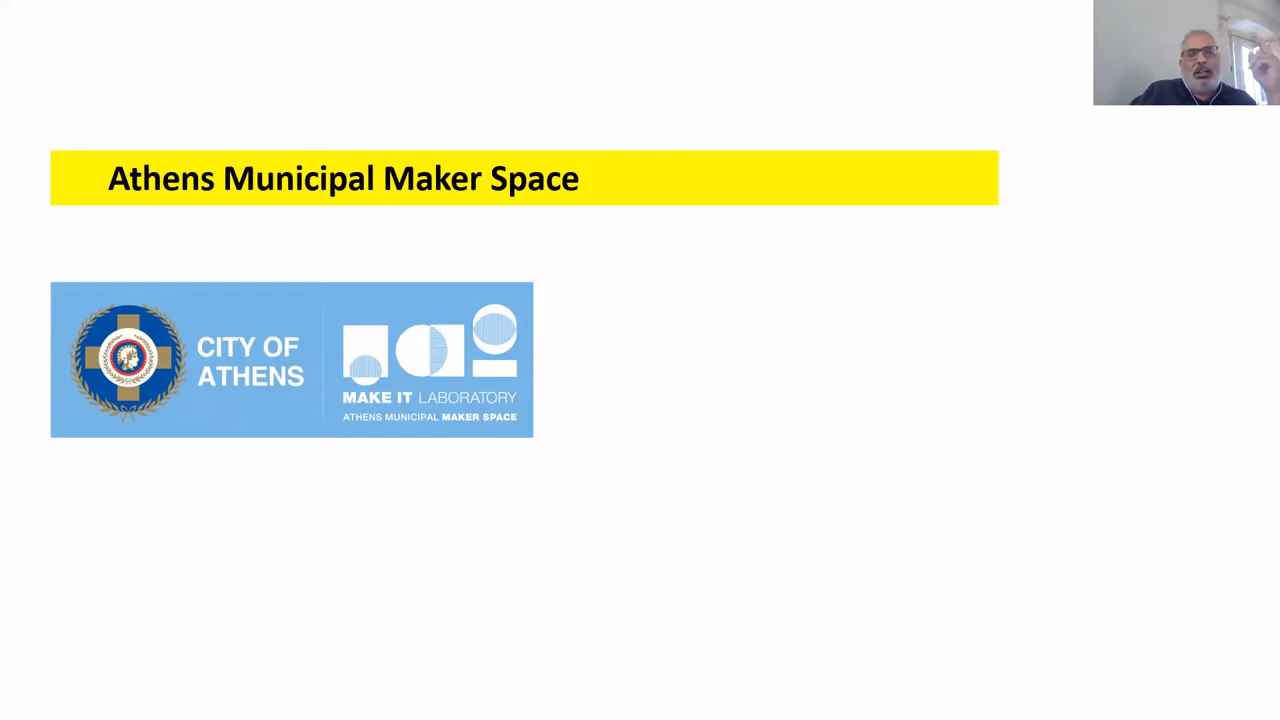 Athens Municipal Maker Space
CITY OF
ATHENS
MAKE IT LABORATORY
ATHENS MUNICIPAL MAKER SPACE